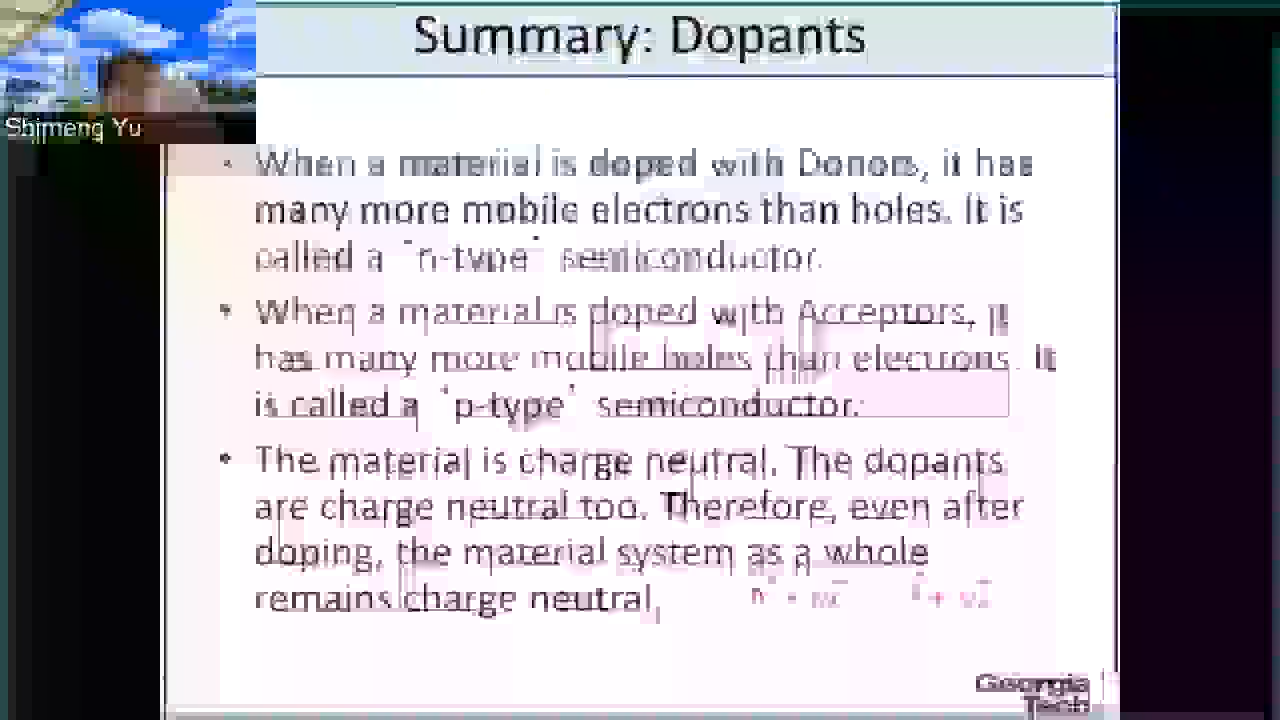 Summary: Dopants
Shimeng Yu
• When a material is doped with Donors, it has
many more mobile electrons than holes. It is
called a `n-type` semiconductor.
• When a material is doped with Acceptors, it
has many more mobile holes than electrons. It
is called a `p-type` semiconductor.
• The material is charge neutral. The dopants
are charge neutral too. Therefore, even after
doping, the material system as a whole
remains charge neutral.
Georgia
Tech